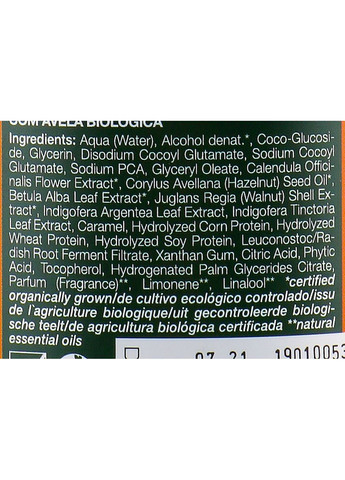 COM AVELÃ BIOLÓGICA
Ingredients: Aqua (Water), Alcohol denat.*, Coco-Glucosi-
de, Glycerin, Disodium Cocoyl Glutamate, Sodium Cocoyl
Glutamate, Sodium PCA, Glyceryl Oleate, Calendula Offici-
nalis Flower Extract*, Corylus Avellana (Hazelnut) Seed Oil*,
Betula Alba Leaf Extract*, Juglans Regia (Walnut) Shell Ex-
tract*, Indigofera Argentea Leaf Extract, Indigofera Tinctoria
Leaf Extract, Caramel, Hydrolyzed Corn Protein, Hydrolyzed
Wheat Protein, Hydrolyzed Soy Protein, Leuconostoc/Ra-
dish Root Ferment Filtrate, Xanthan Gum, Citric Acid, Phytic
Acid, Tocopherol, Hydrogenated Palm Glycerides Citrate,
Parfum (Fragrance)**, Limonene**, Linalool** *certified
organically grown/de cultivo ecológico controlado/issu
de l`agriculture biologique/uit gecontroleerde biologi-
sche teelt/de agricultura biológica certificada **natural
essential oils
07 21 19010053